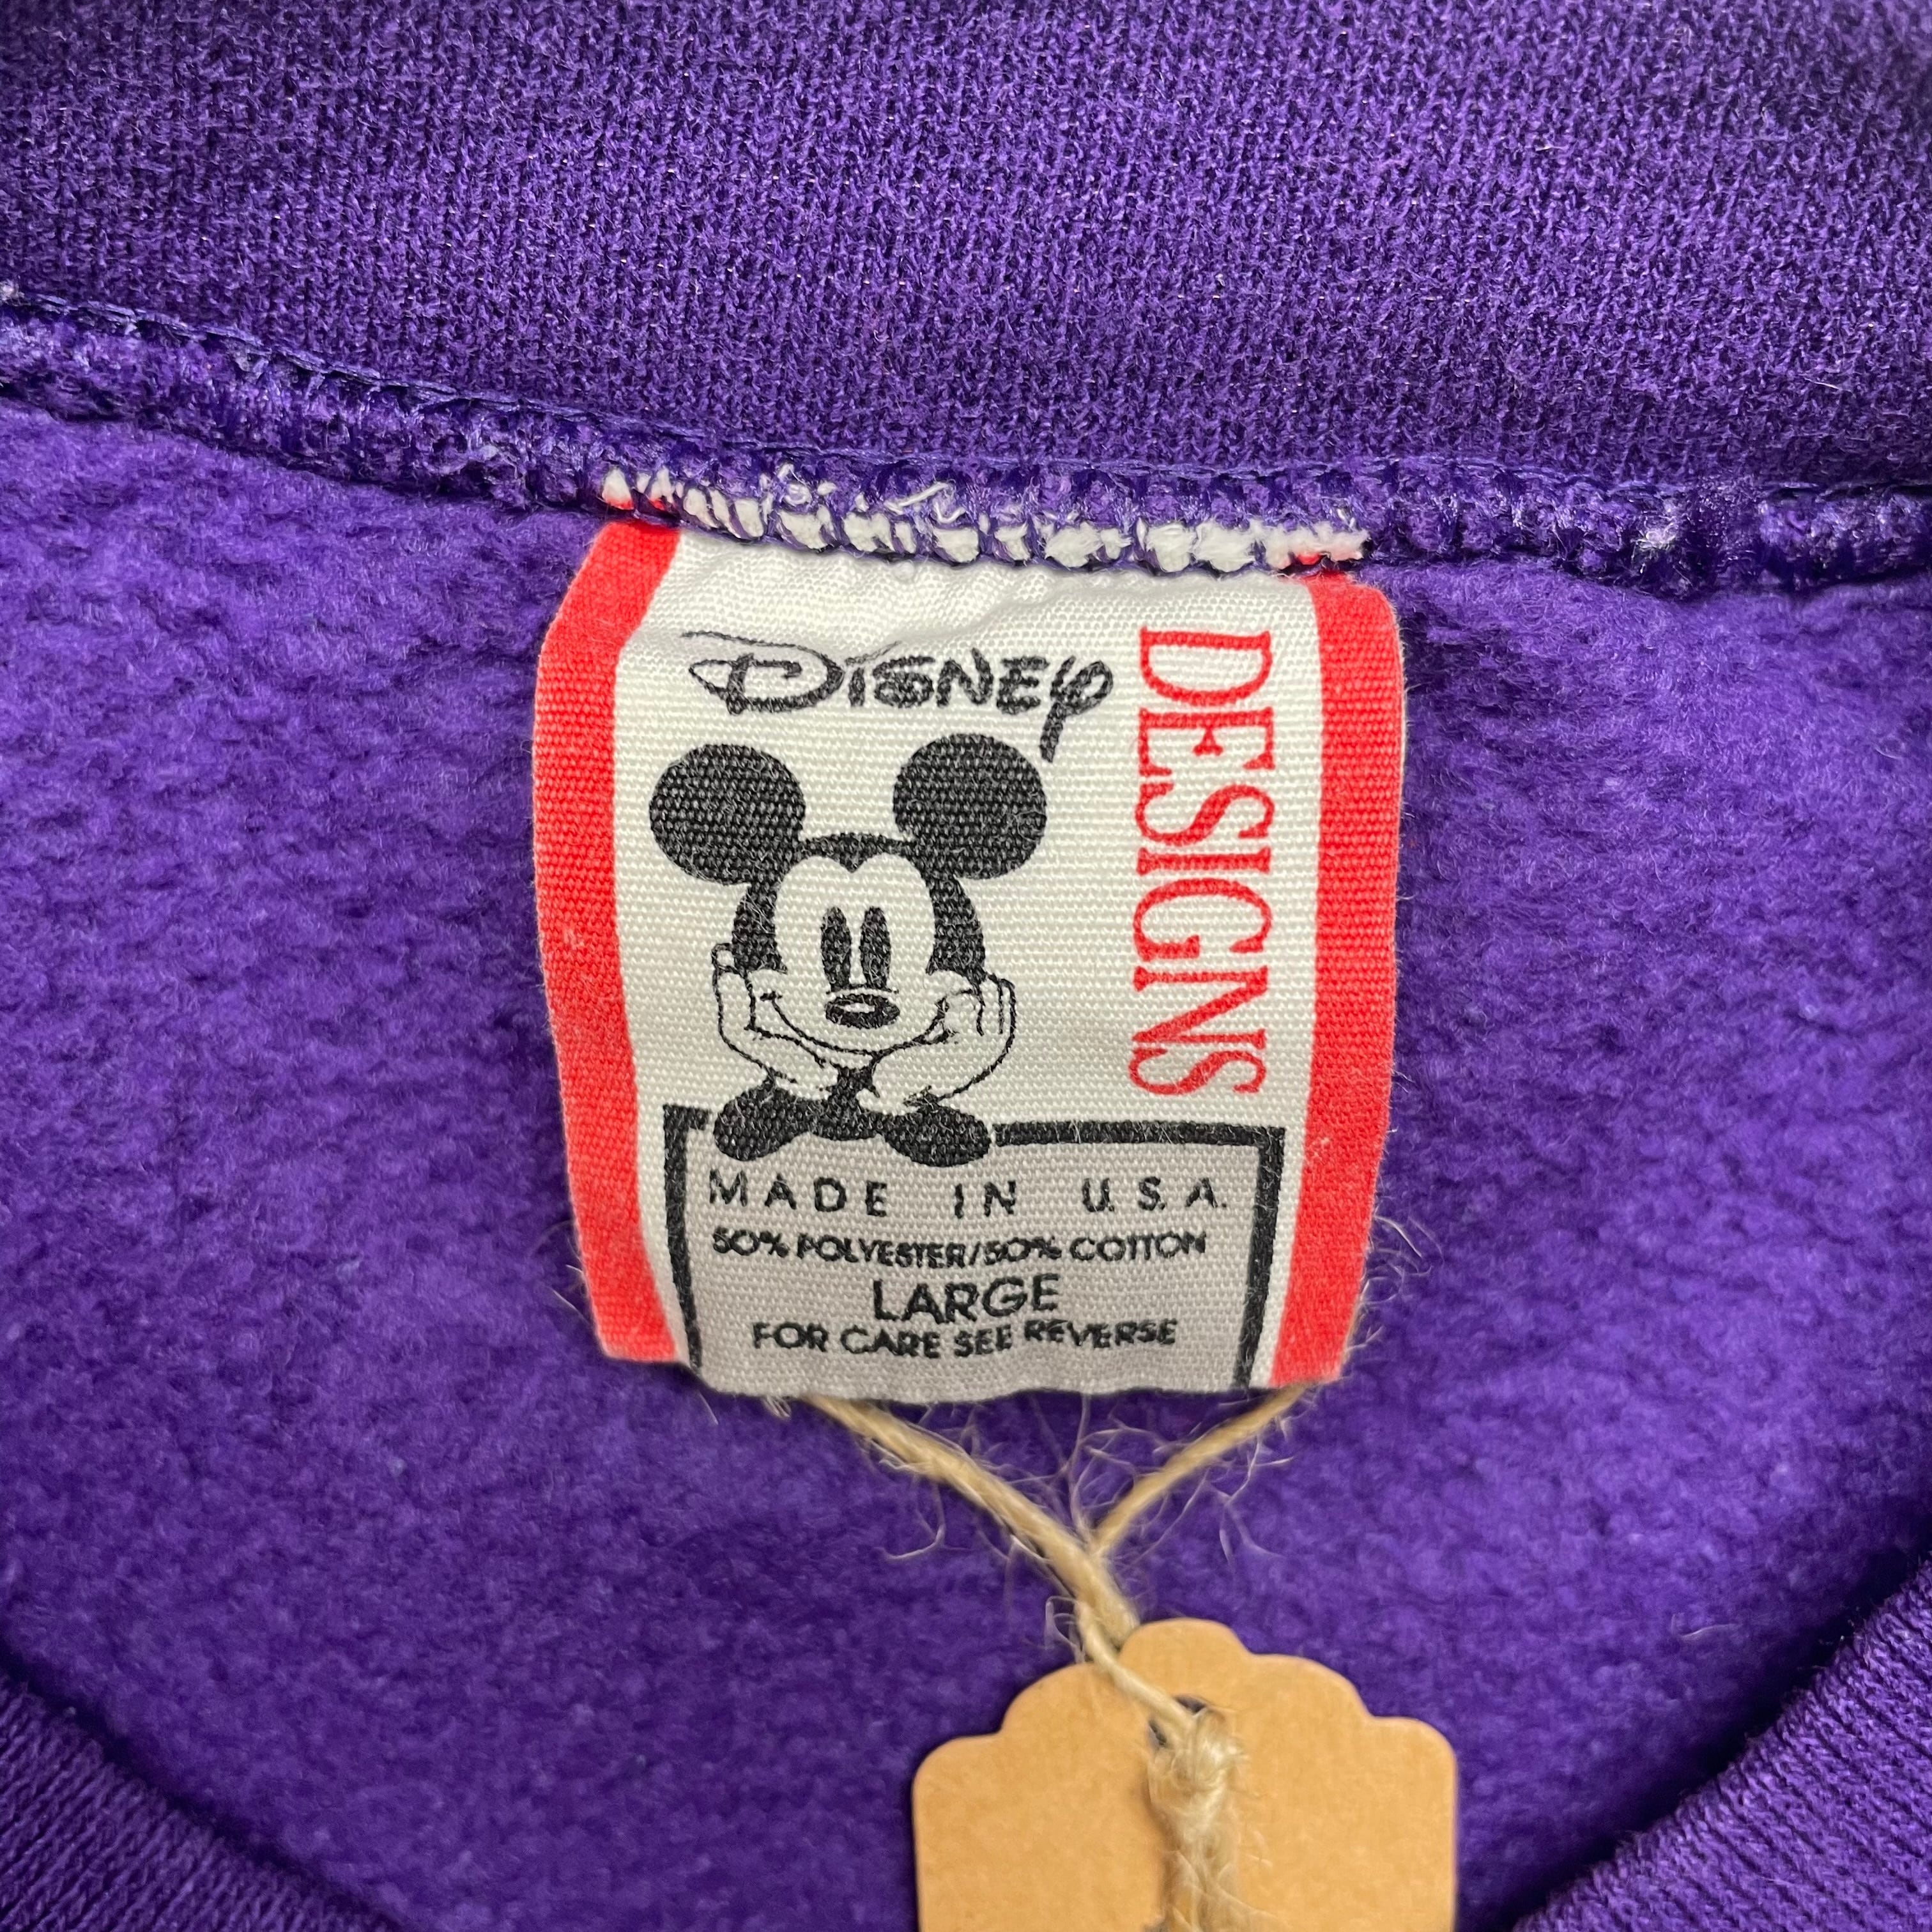 DISNEY
DESIGNS
MADE IN U.S.A.
50% POLYESTER/50% COTTON
LARGE
FOR CARE SEE REVERSE